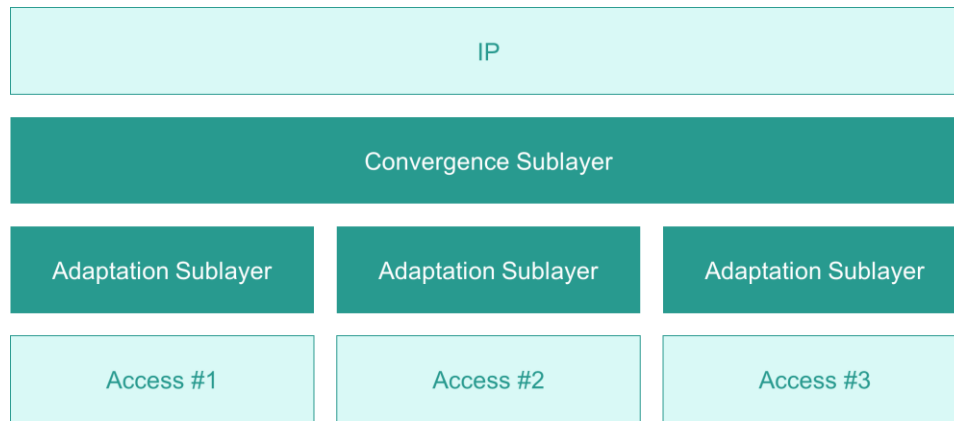 IP
Convergence Sublayer
Adaptation Sublayer
Adaptation Sublayer
Adaptation Sublayer
Access #1
Access #2
Access #3